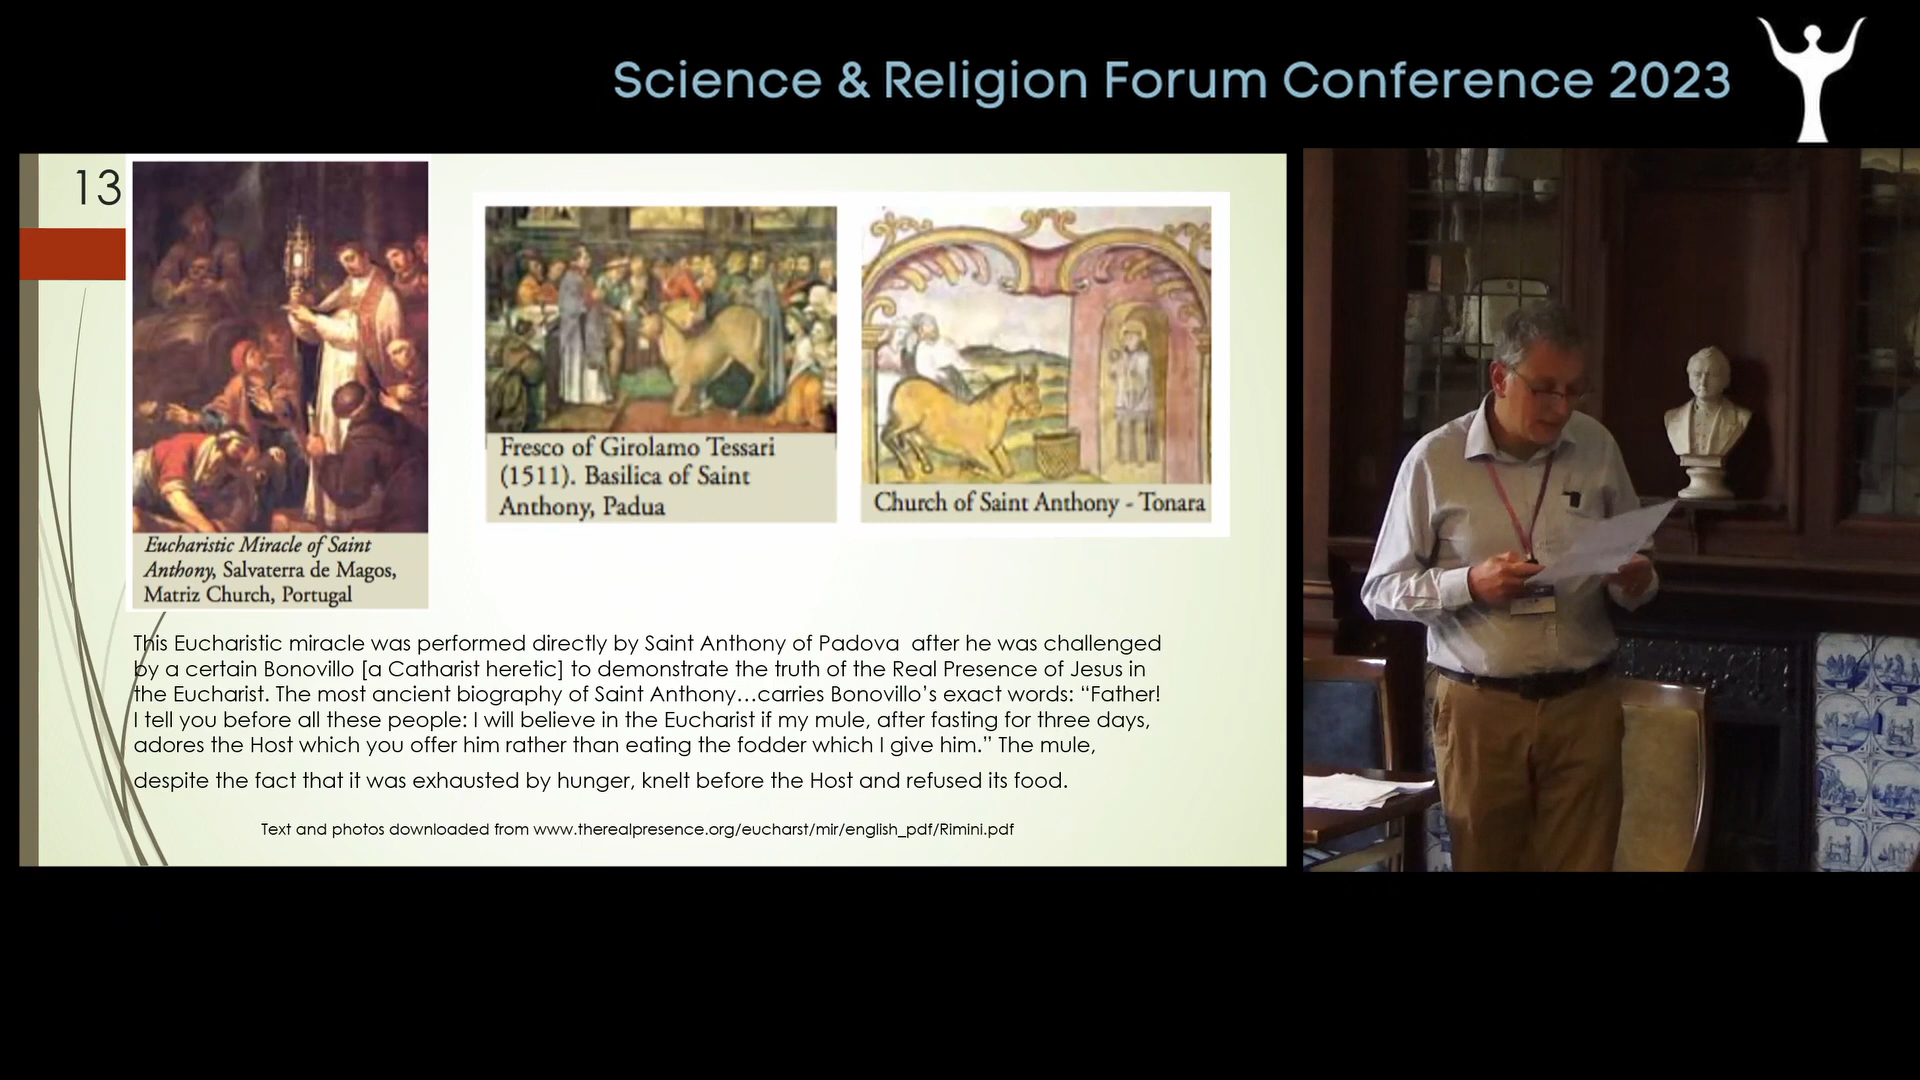 Science & Religion Forum Conference 2023
13
Eucharistic Miracle of Saint
Anthony, Salvaterra de Magos,
Matriz Church, Portugal
Fresco of Girolamo Tessari
(1511). Basilica of Saint
Anthony, Padua
Church of Saint Anthony - Tonara
This Eucharistic miracle was performed directly by Saint Anthony of Padova after he was challenged
by a certain Bonovillo [a Catharist heretic] to demonstrate the truth of the Real Presence of Jesus in
the Eucharist. The most ancient biography of Saint Anthony…carries Bonovillo’s exact words: “Father!
I tell you before all these people: I will believe in the Eucharist if my mule, after fasting for three days,
adores the Host which you offer him rather than eating the fodder which I give him.” The mule,
despite the fact that it was exhausted by hunger, knelt before the Host and refused its food.
Text and photos downloaded from www.therealpresence.org/eucharst/mir/english_pdf/Rimini.pdf